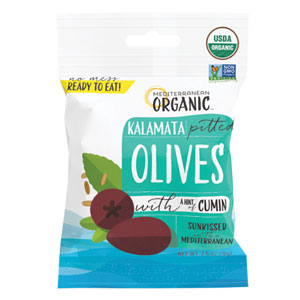 USDA
ORGANIC
NON
GMO
no mess
READY TO EAT!
MEDITERRANEAN
ORGANIC
KALAMATA pitted
OLIVES
with A HINT of CUMIN
SUNKISSED
MEDITERRANEAN